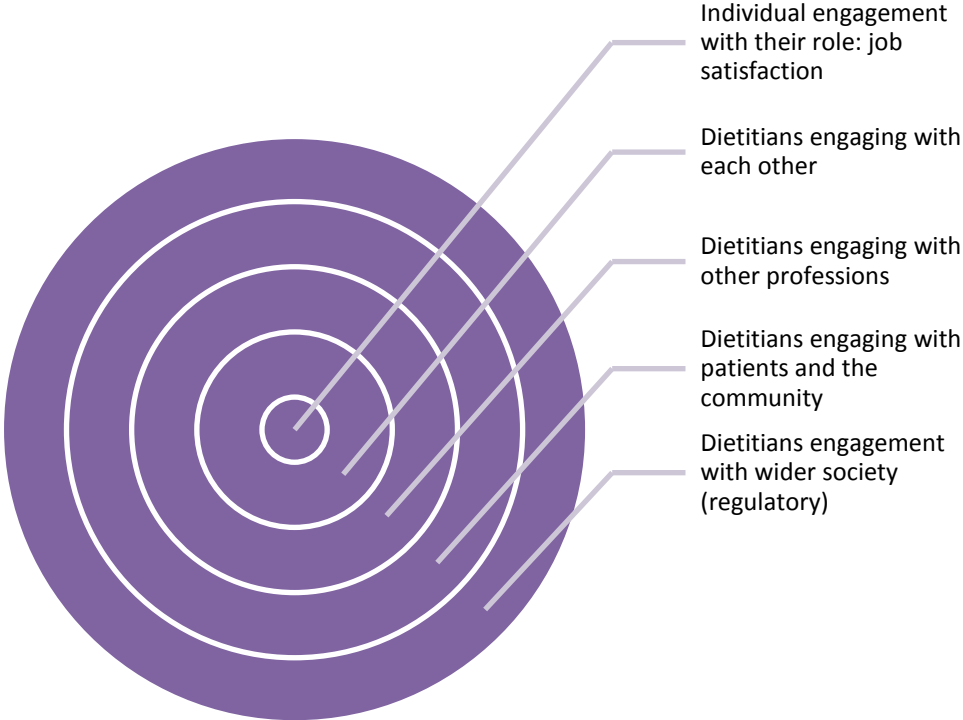 Individual engagement
with their role: job
satisfaction
Dietitians engaging with
each other
Dietitians engaging with
other professions
Dietitians engaging with
patients and the
community
Dietitians engagement
with wider society
(regulatory)